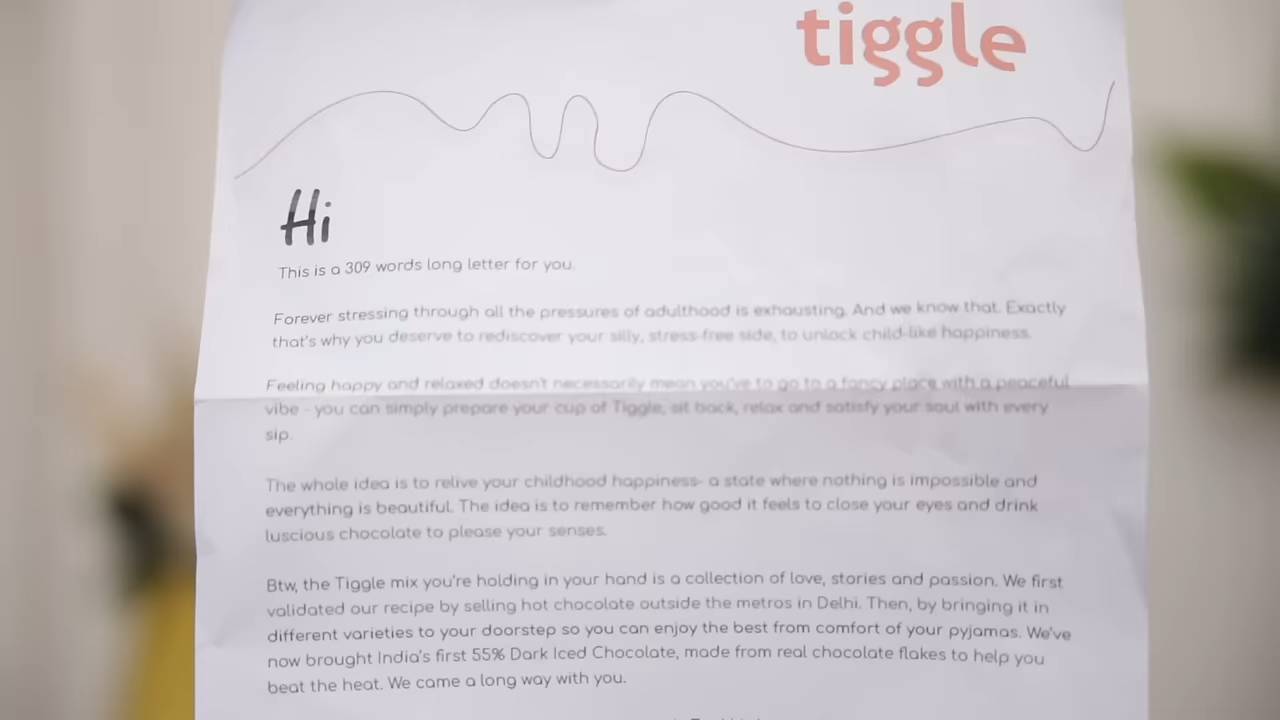 tiggle
Hi
This is a 309 words long letter for you.
Forever stressing through all the pressures of adulthood is exhausting. And we know that. Exactly
that's why you deserve to rediscover your silly, stress-free side, to unlock child-like happiness.
Feeling happy and relaxed doesn't necessarily mean you've to go to a fancy place with a peaceful
vibe - you can simply prepare your cup of Tiggle, sit back, relax and satisfy your soul with every
sip.
The whole idea is to relive your childhood happiness- a state where nothing is impossible and
everything is beautiful. The idea is to remember how good it feels to close your eyes and drink
luscious chocolate to please your senses.
Btw, the Tiggle mix you're holding in your hand is a collection of love, stories and passion. We first
validated our recipe by selling hot chocolate outside the metros in Delhi. Then, by bringing it in
different varieties to your doorstep so you can enjoy the best from comfort of your pyjamas. We've
now brought India's first 55% Dark Iced Chocolate, made from real chocolate flakes to help you
beat the heat. We came a long way with you.